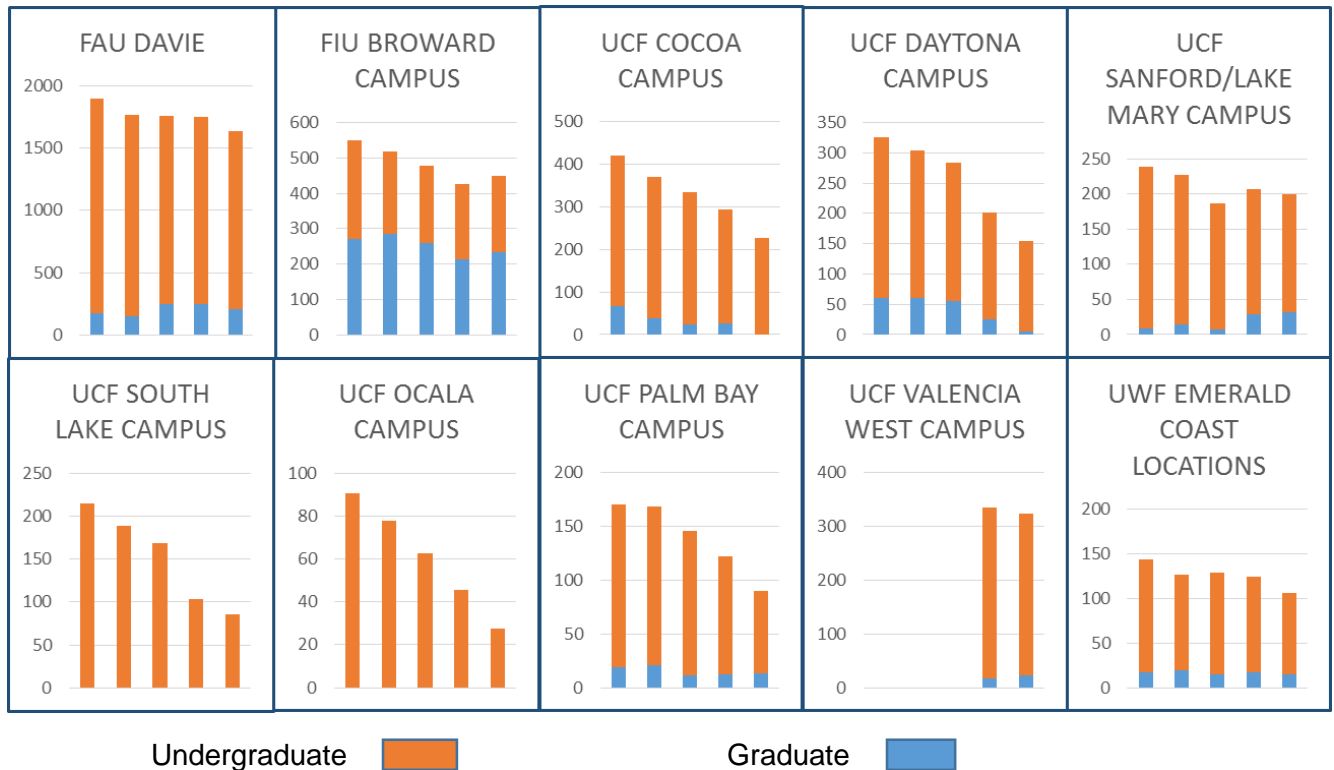 FAU DAVIE
2000
1500
1000
500
0
FIU BROWARD
CAMPUS
600
500
400
300
200
100
0
UCF COCOA
CAMPUS
500
400
300
200
100
0
UCF DAYTONA
CAMPUS
350
300
250
200
150
100
50
0
UCF
SANFORD/LAKE
MARY CAMPUS
250
200
150
100
50
0
UCF SOUTH
LAKE CAMPUS
250
200
150
100
50
0
UCF OCALA
CAMPUS
100
80
60
40
20
0
UCF PALM BAY
CAMPUS
200
150
100
50
0
UCF VALENCIA
WEST CAMPUS
400
300
200
100
0
UWF EMERALD
COAST
LOCATIONS
200
150
100
50
0
Undergraduate
Graduate